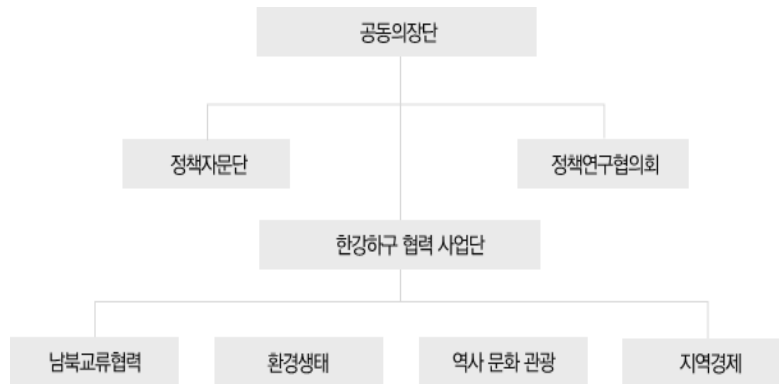 공동의장단
정책자문단
정책연구협의회
한강하구 협력 사업단
남북교류협력
환경생태
역사 문화 관광
지역경제